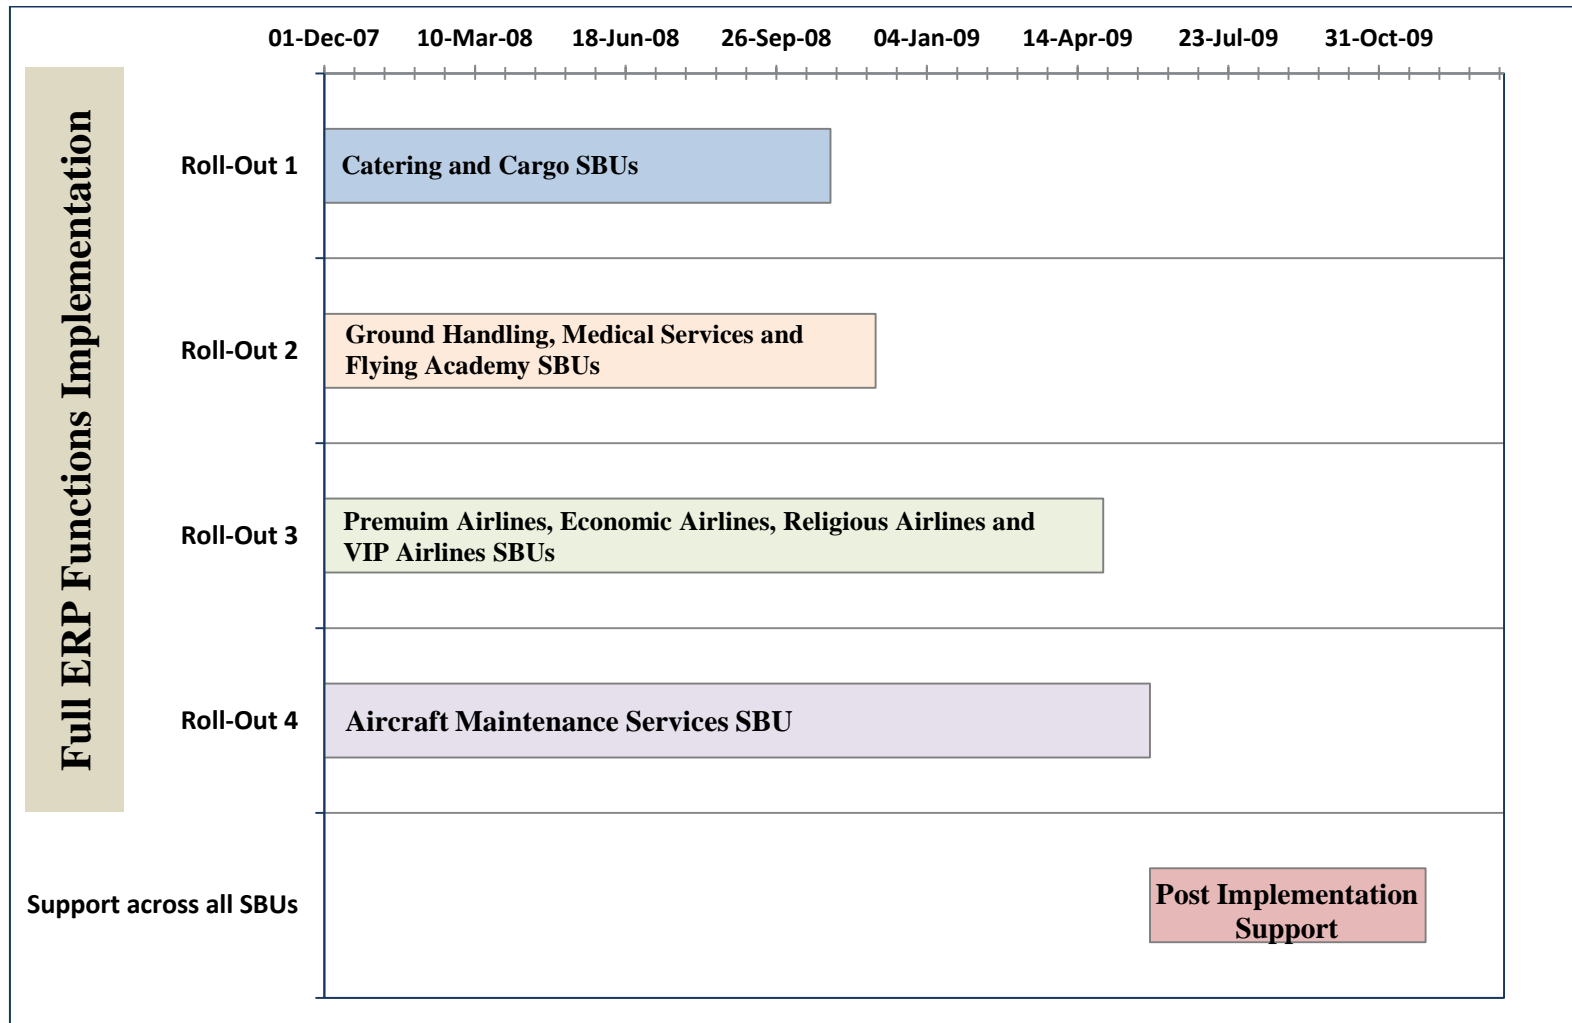 01-Dec-07 10-Mar-08 18-Jun-08 26-Sep-08 04-Jan-09 14-Apr-09 23-Jul-09 31-Oct-09
Full ERP Functions Implementation
Roll-Out 1
Catering and Cargo SBUs
Roll-Out 2
Ground Handling, Medical Services and
Flying Academy SBUs
Roll-Out 3
Premuim Airlines, Economic Airlines, Religious Airlines and
VIP Airlines SBUs
Roll-Out 4
Aircraft Maintenance Services SBU
Support across all SBUs
Post Implementation
Support